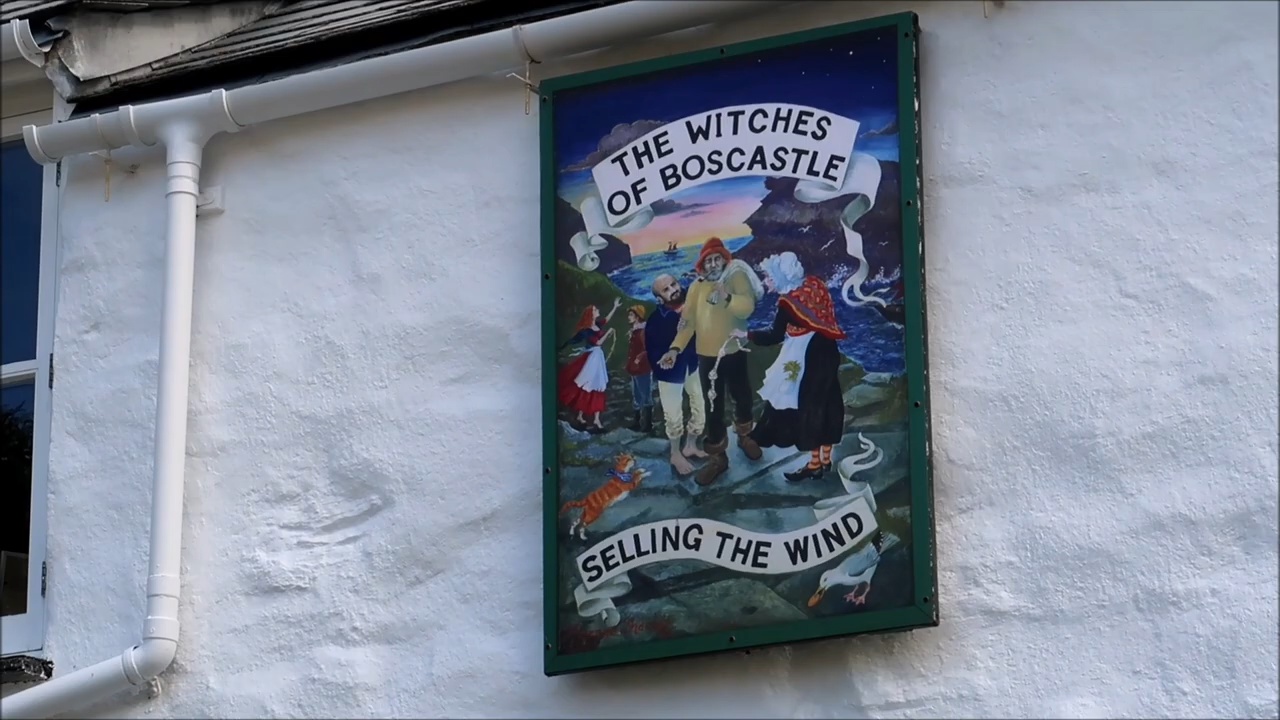 THE WITCHES
OF BOSCASTLE
SELLING THE WIND